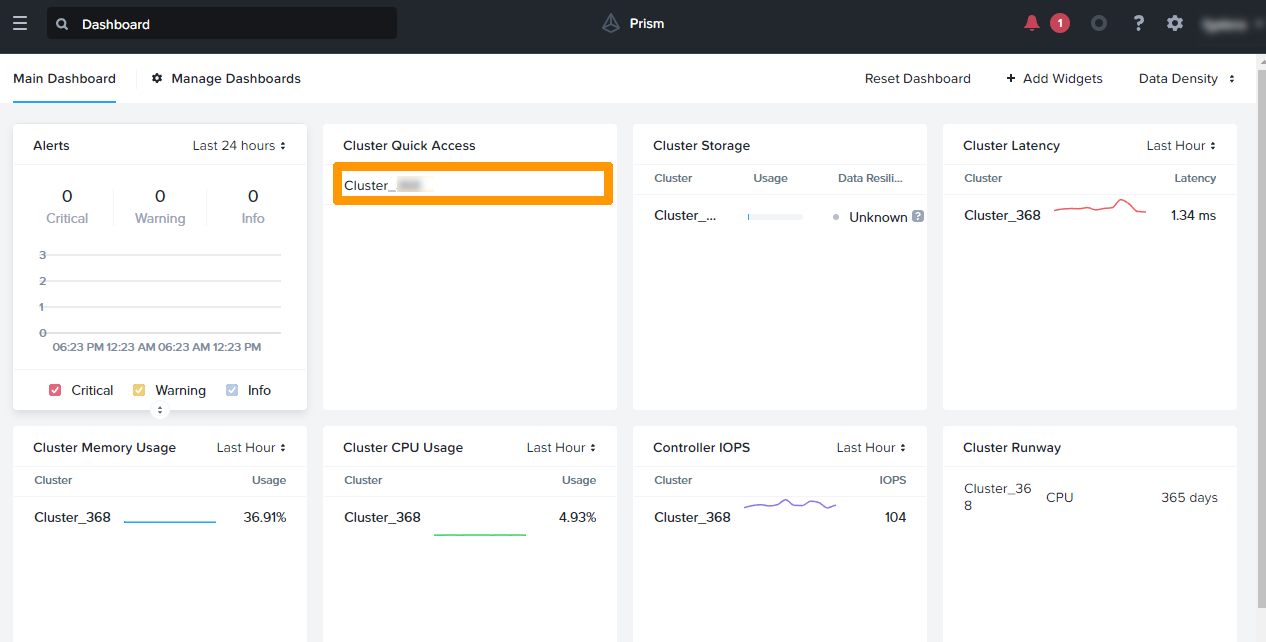 Dashboard
Prism
1
?
Main Dashboard
Manage Dashboards
Reset Dashboard
+ Add Widgets
Data Density
Alerts
Last 24 hours
0
0
0
Critical
Warning
Info
3
2
1
0
06:23 PM 12:23 AM 06:23 AM 12:23 PM
Critical
Warning
Info
Cluster Quick Access
Cluster_
Cluster Storage
Cluster
Usage
Data Resili...
Cluster_...
Unknown ?
Cluster Latency
Last Hour
Cluster
Latency
Cluster_368
1.34 ms
Cluster Memory Usage
Last Hour
Cluster
Usage
Cluster_368
36.91%
Cluster CPU Usage
Last Hour
Cluster
Usage
Cluster_368
4.93%
Controller IOPS
Last Hour
Cluster
IOPS
Cluster_368
104
Cluster Runway
Cluster_36
8
CPU
365 days